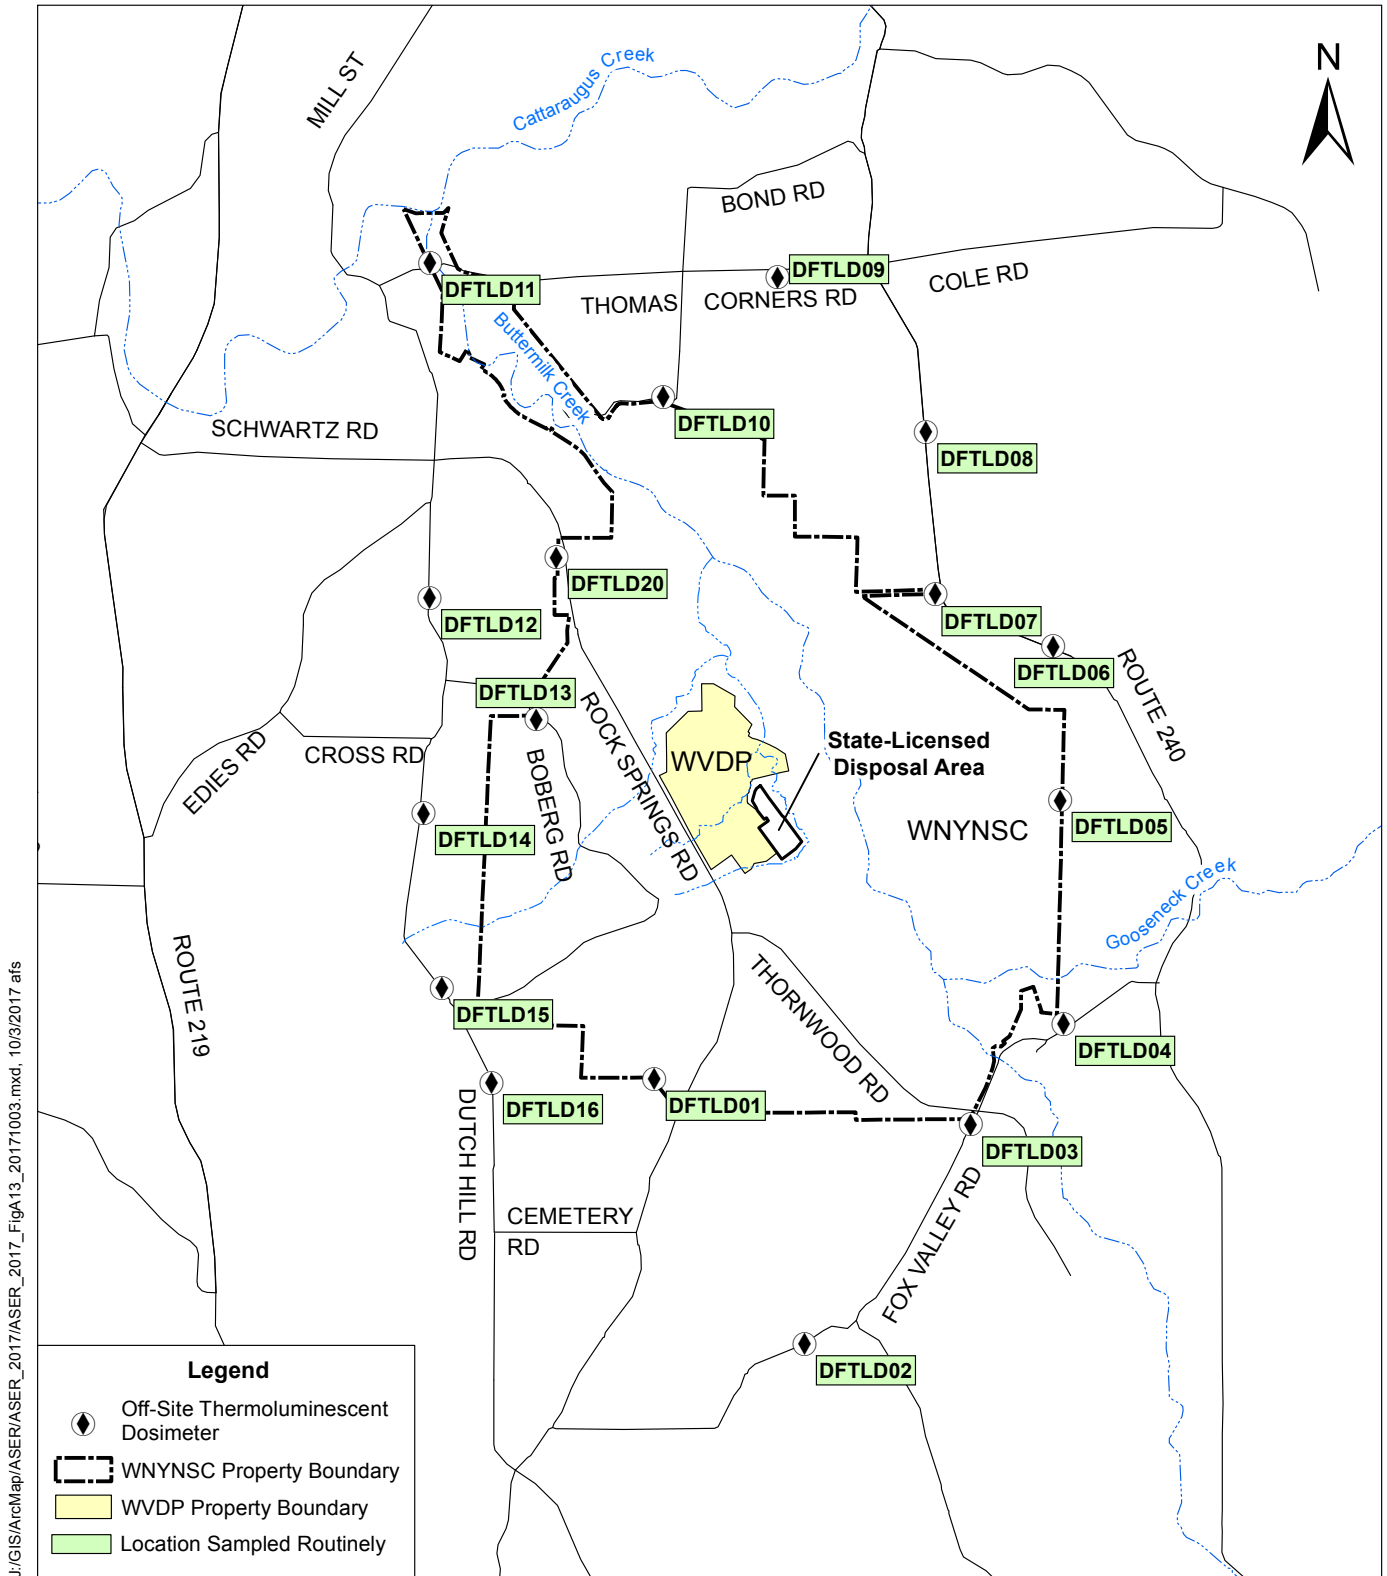 N
MILL ST
Cattaraugus Creek
BOND RD
DFTLD09
COLE RD
DFTLD11
THOMAS CORNERS RD
Buttermilk Creek
DFTLD10
SCHWARTZ RD
DFTLD08
DFTLD20
DFTLD12
DFTLD07
DFTLD06
ROUTE 240
DFTLD13
ROCK SPRINGS RD
CROSS RD
EDIES RD
BOBERG RD
WVDP
State-Licensed
Disposal Area
DFTLD14
WNYNSC
DFTLD05
Gooseneck Creek
ROUTE 219
THORNWOOD RD
DFTLD15
DFTLD04
DFTLD16
DFTLD01
DUTCH HILL RD
DFTLD03
CEMETERY
RD
FOX VALLEY RD
DFTLD02
Legend
Off-Site Thermoluminescent
Dosimeter
WNYNSC Property Boundary
WVDP Property Boundary
Location Sampled Routinely
J:/GIS/ArcMap/ASER/ASER_2017/ASER_2017_FigA13_20171003.mxd, 10/3/2017 afs